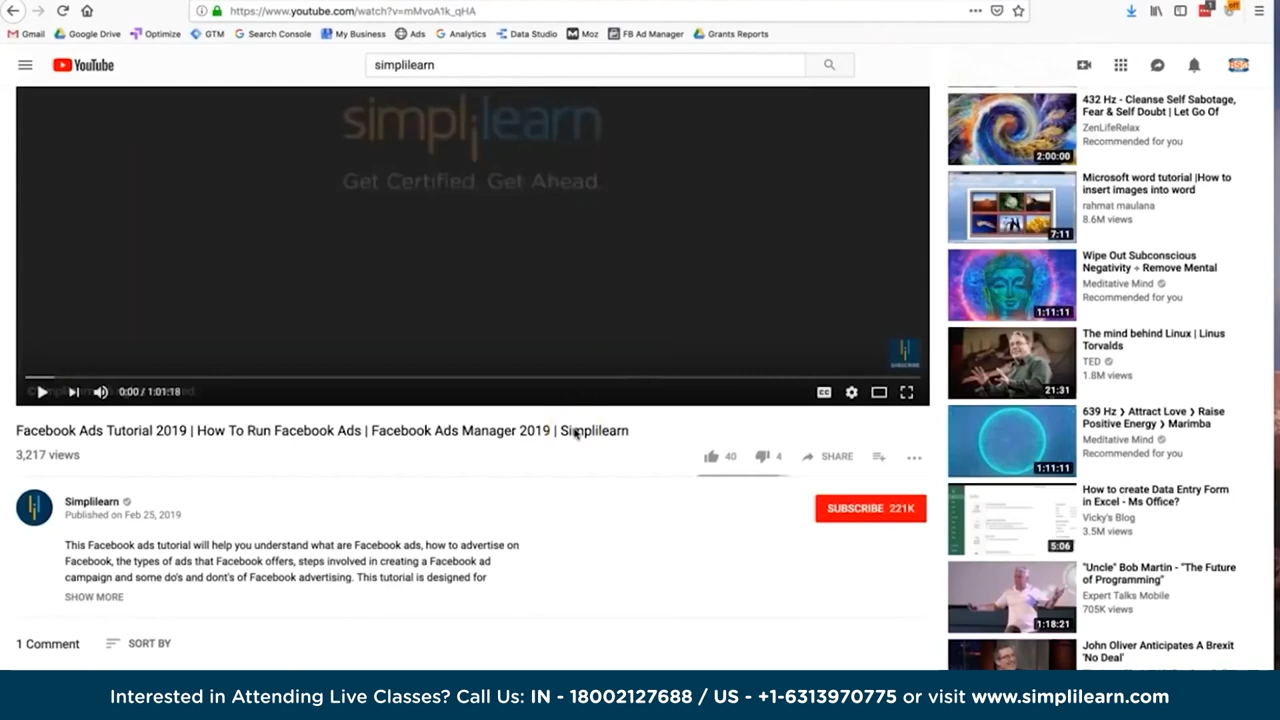 https://www.youtube.com/watch?v=mMvoA1k_qHA
Gmail Google Drive Optimize GTM Search Console My Business Ads Analytics Data Studio Moz FB Ad Manager Grants Reports
YouTube
simplilearn
simplilearn
Get Certified. Get Ahead.
SUBSCRIBE
0:00 / 1:01:18
CC
Facebook Ads Tutorial 2019 | How To Run Facebook Ads | Facebook Ads Manager 2019 | Simplilearn
3,217 views
40
4
SHARE
Simplilearn
Published on Feb 25, 2019
SUBSCRIBE 221K
This Facebook ads tutorial will help you understand what are Facebook ads, how to advertise on
Facebook, the types of ads that Facebook offers, steps involved in creating a Facebook ad
campaign and some do's and dont's of Facebook advertising. This tutorial is designed for
SHOW MORE
1 Comment
SORT BY
432 Hz - Cleanse Self Sabotage,
Fear & Self Doubt | Let Go Of
ZenLifeRelax
Recommended for you
2:00:00
Microsoft word tutorial |How to
insert images into word
rahmat maulana
8.6M views
7:11
Wipe Out Subconscious
Negativity ÷ Remove Mental
Meditative Mind
Recommended for you
1:11:11
The mind behind Linux | Linus
Torvalds
TED
1.8M views
21:31
639 Hz ❯ Attract Love ❯ Raise
Positive Energy ❯ Marimba
Meditative Mind
Recommended for you
1:11:11
How to create Data Entry Form
in Excel - Ms Office?
Vicky's Blog
3.5M views
5:06
"Uncle" Bob Martin - "The Future
of Programming"
Expert Talks Mobile
705K views
1:18:21
John Oliver Anticipates A Brexit
'No Deal'
Interested in Attending Live Classes? Call Us: IN - 18002127688 / US - +1-6313970775 or visit www.simplilearn.com